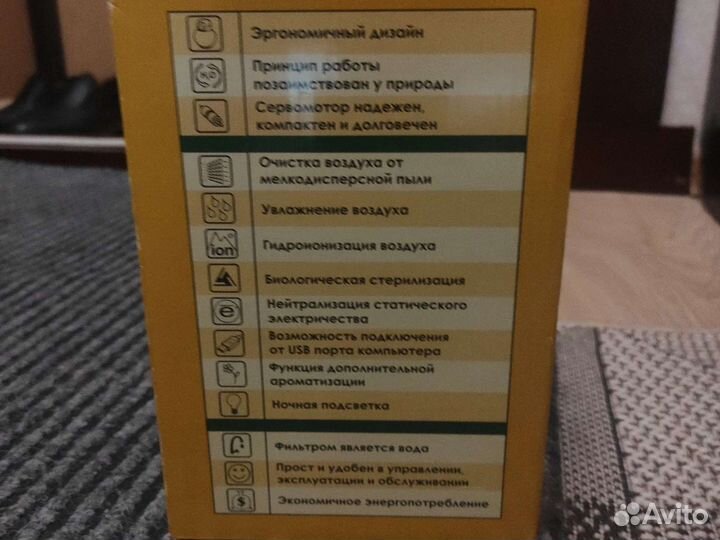 Эргономичный дизайн
Принцип работы
позаимствован у природы
H₂O
Сервомотор надежен,
компактен и долговечен
Очистка воздуха от
мелкодисперсной пыли
Увлажнение воздуха
ion
Гидроионизация воздуха
Биологическая стерилизация
e
Нейтрализация статического
электричества
Возможность подключения
от USB порта компьютера
Функция дополнительной
ароматизации
Ночная подсветка
Фильтром является вода
Прост и удобен в управлении,
эксплуатации и обслуживании
$
Экономичное энергопотребление
Avito